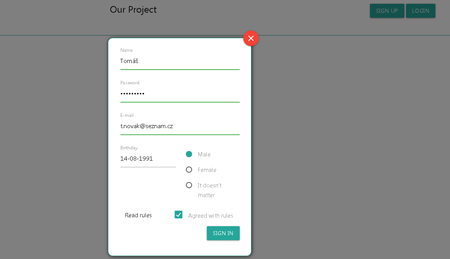 Our Project
SIGN UP
LOGIN
Name
Tomáš
Password
•••••••••
E-mail
t.novak@seznam.cz
Birthday
14-08-1991
Male
Female
It doesn't
matter
Read rules
Agreed with rules
SIGN IN